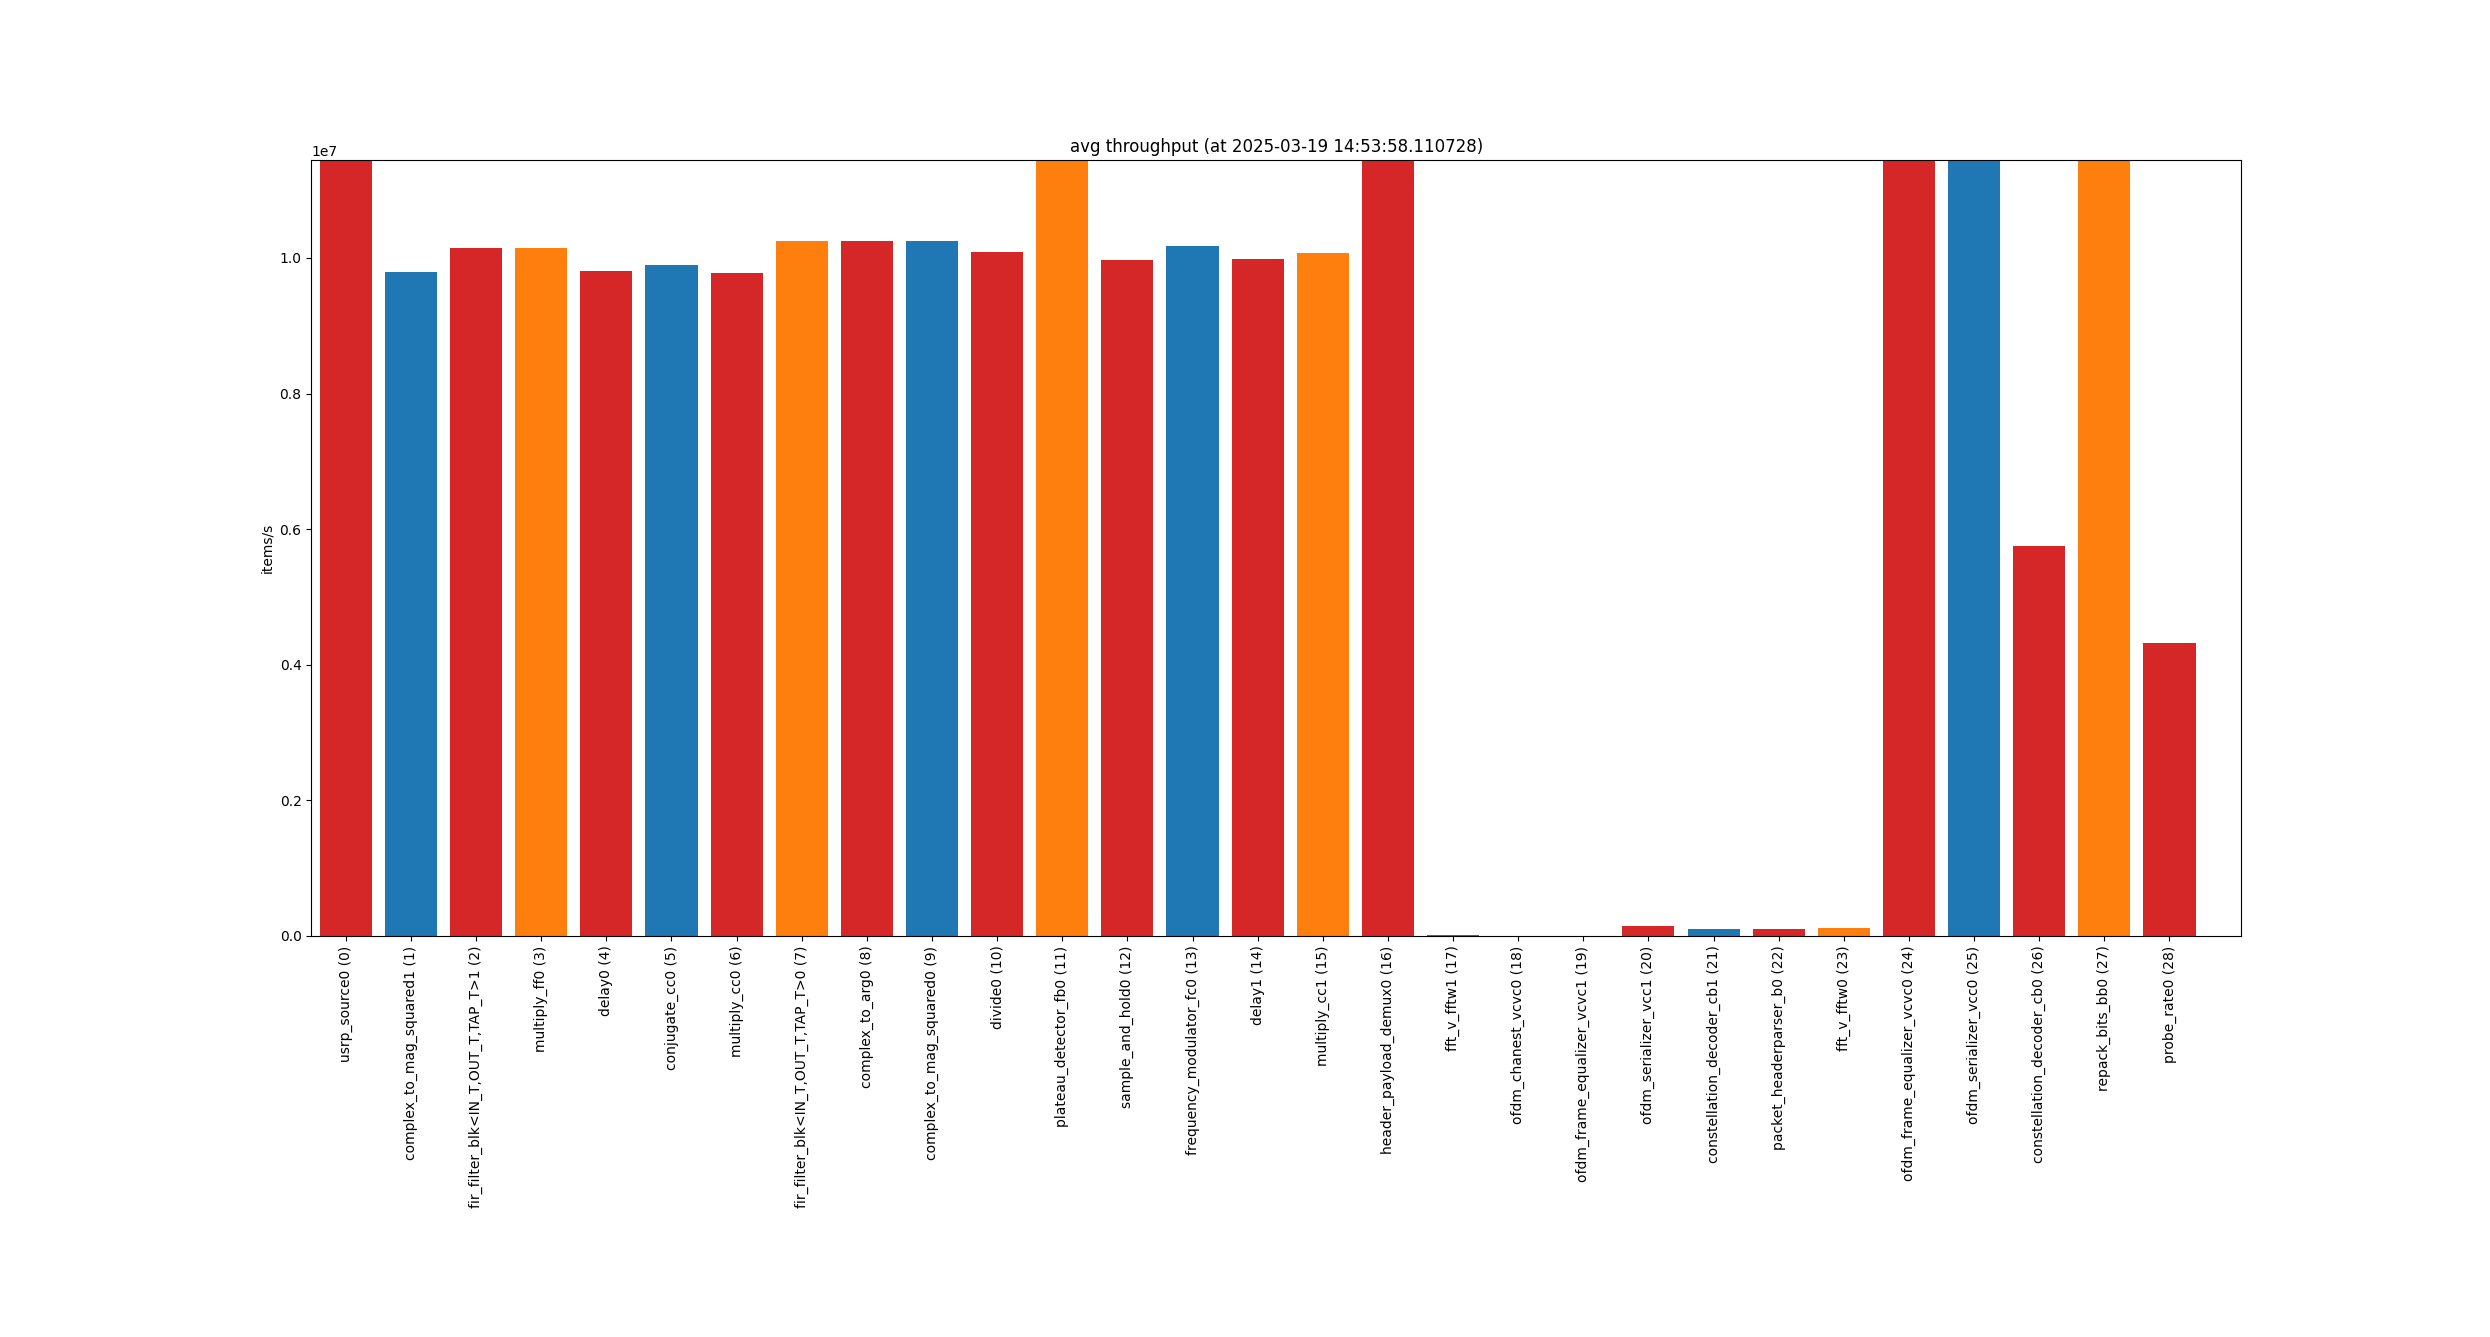 avg throughput (at 2025-03-19 14:53:58.110728)
1e7
items/s
1.0
0.8
0.6
0.4
0.2
0.0
usrp_source0 (0)
complex_to_mag_squared1 (1)
fir_filter_blk<IN_T,OUT_T,TAP_T>1 (2)
multiply_ff0 (3)
delay0 (4)
conjugate_cc0 (5)
multiply_cc0 (6)
fir_filter_blk<IN_T,OUT_T,TAP_T>0 (7)
complex_to_arg0 (8)
complex_to_mag_squared0 (9)
divide0 (10)
plateau_detector_fb0 (11)
sample_and_hold0 (12)
frequency_modulator_fc0 (13)
delay1 (14)
multiply_cc1 (15)
header_payload_demux0 (16)
fft_v_fftw1 (17)
ofdm_chanest_vcvc0 (18)
ofdm_frame_equalizer_vcvc1 (19)
ofdm_serializer_vcc1 (20)
constellation_decoder_cb1 (21)
packet_headerparser_b0 (22)
fft_v_fftw0 (23)
ofdm_frame_equalizer_vcvc0 (24)
ofdm_serializer_vcc0 (25)
constellation_decoder_cb0 (26)
repack_bits_bb0 (27)
probe_rate0 (28)